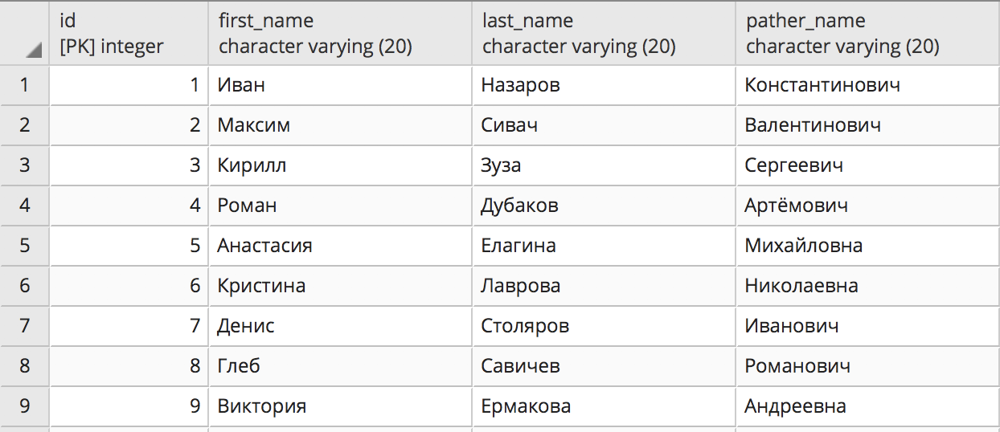 id first_name last_name pather_name
[PK] integer character varying (20) character varying (20) character varying (20)
1 1 Иван Назаров Константинович
2 2 Максим Сивач Валентинович
3 3 Кирилл Зуза Сергеевич
4 4 Роман Дубаков Артёмович
5 5 Анастасия Елагина Михайловна
6 6 Кристина Лаврова Николаевна
7 7 Денис Столяров Иванович
8 8 Глеб Савичев Романович
9 9 Виктория Ермакова Андреевна